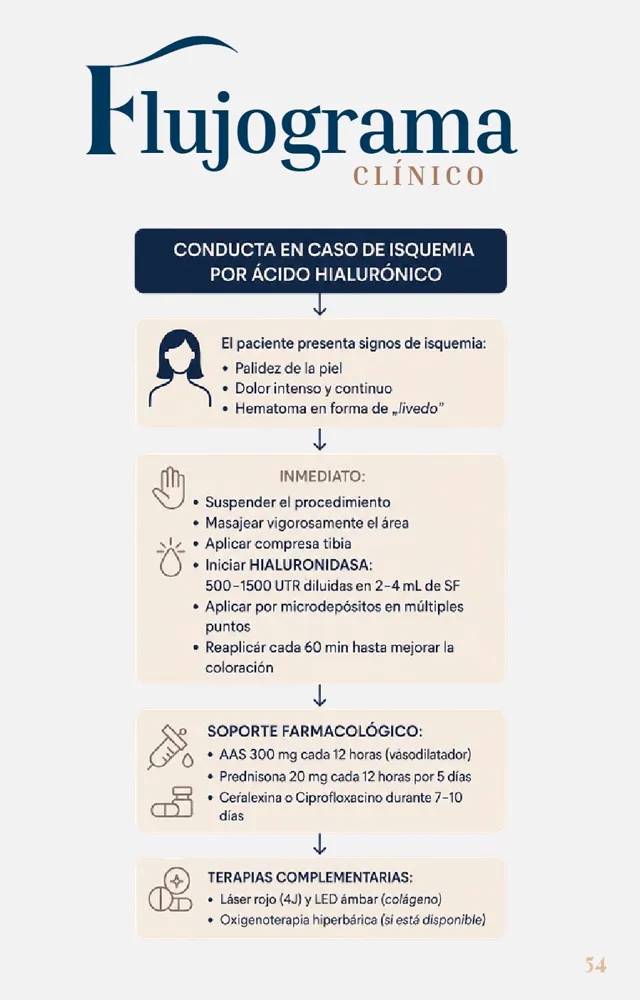 Flujograma
CLÍNICO
CONDUCTA EN CASO DE ISQUEMIA
POR ÁCIDO HIALURÓNICO
El paciente presenta signos de isquemia:
• Palidez de la piel
• Dolor intenso y continuo
• Hematoma en forma de „livedo”
INMEDIATO:
• Suspender el procedimiento
• Masajear vigorosamente el área
• Aplicar compresa tibia
• Iniciar HIALURONIDASA:
500–1500 UTR diluidas en 2–4 mL de SF
• Aplicar por microdepósitos en múltiples
puntos
• Reaplicár cada 60 min hasta mejorar la
coloración
SOPORTE FARMACOLÓGICO:
• AAS 300 mg cada 12 horas (vásodilatador)
• Prednisona 20 mg cada 12 horas por 5 días
• Cefalexina o Ciprofloxacino durante 7–10
días
TERAPIAS COMPLEMENTARIAS:
• Láser rojo (4J) y LED ámbar (colágeno)
• Oxigenoterapia hiperbárica (si está disponible)
54